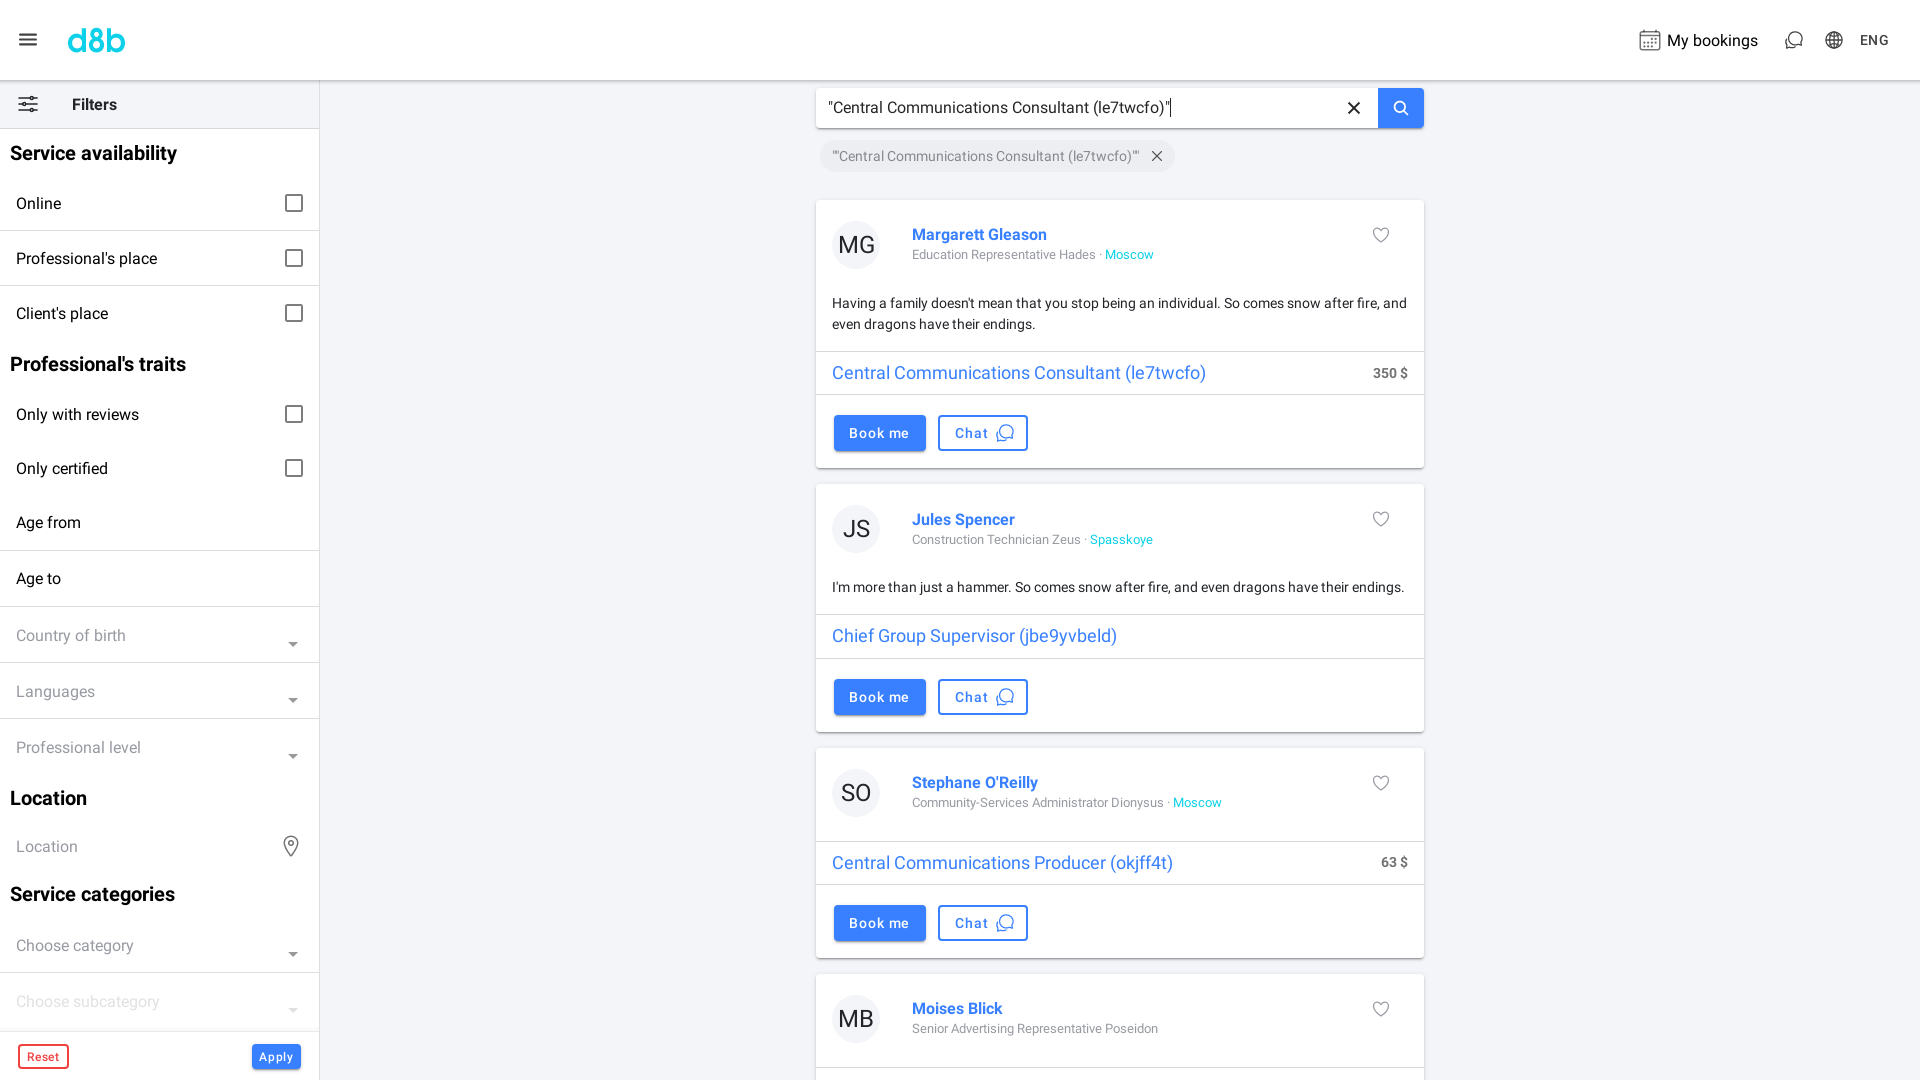 d8b
My bookings
ENG
Filters
Service availability
Online
Professional's place
Client's place
Professional's traits
Only with reviews
Only certified
Age from
Age to
Country of birth
Languages
Professional level
Location
Location
Service categories
Choose category
Choose subcategory
Reset
Apply
"Central Communications Consultant (le7twcfo)"
""Central Communications Consultant (le7twcfo)""
MG
Margarett Gleason
Education Representative Hades · Moscow
Having a family doesn't mean that you stop being an individual. So comes snow after fire, and
even dragons have their endings.
Central Communications Consultant (le7twcfo)
350 $
Book me
Chat
JS
Jules Spencer
Construction Technician Zeus · Spasskoye
I'm more than just a hammer. So comes snow after fire, and even dragons have their endings.
Chief Group Supervisor (jbe9yvbeld)
Book me
Chat
SO
Stephane O'Reilly
Community-Services Administrator Dionysus · Moscow
Central Communications Producer (okjff4t)
63 $
Book me
Chat
MB
Moises Blick
Senior Advertising Representative Poseidon